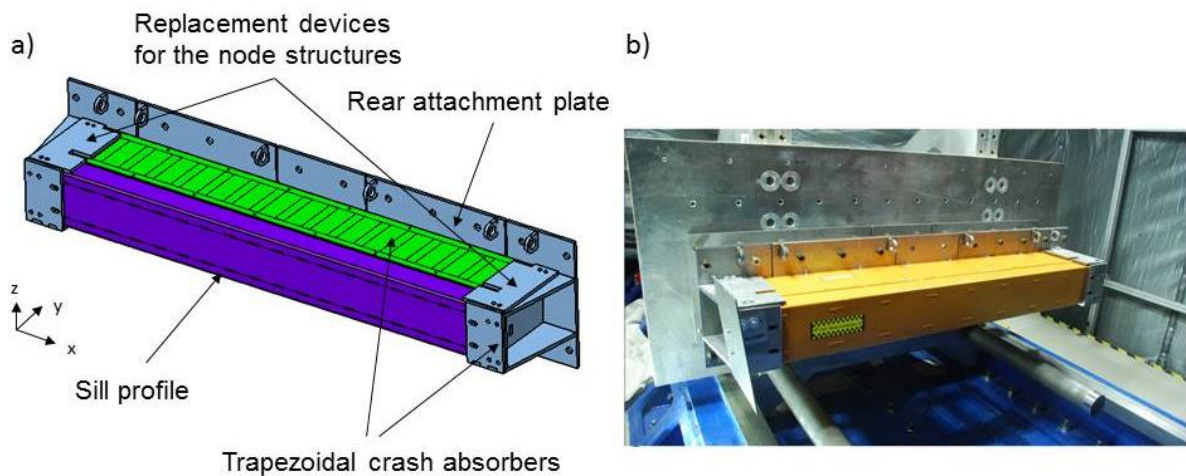 a)
Replacement devices
for the node structures
Rear attachment plate
z
y
x
Sill profile
Trapezoidal crash absorbers
b)